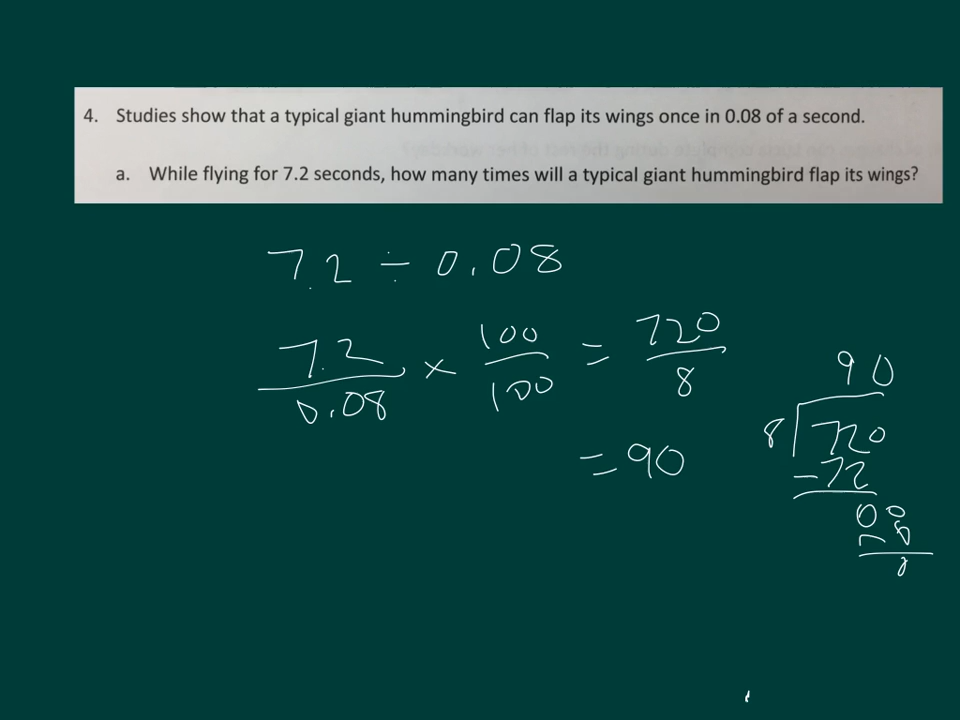 4. Studies show that a typical giant hummingbird can flap its wings once in 0.08 of a second.
a. While flying for 7.2 seconds, how many times will a typical giant hummingbird flap its wings?
7.2 ÷ 0.08
7.2/0.08 × 100/100 = 720/8
= 90
90
8 720
-72
00
- 0
0